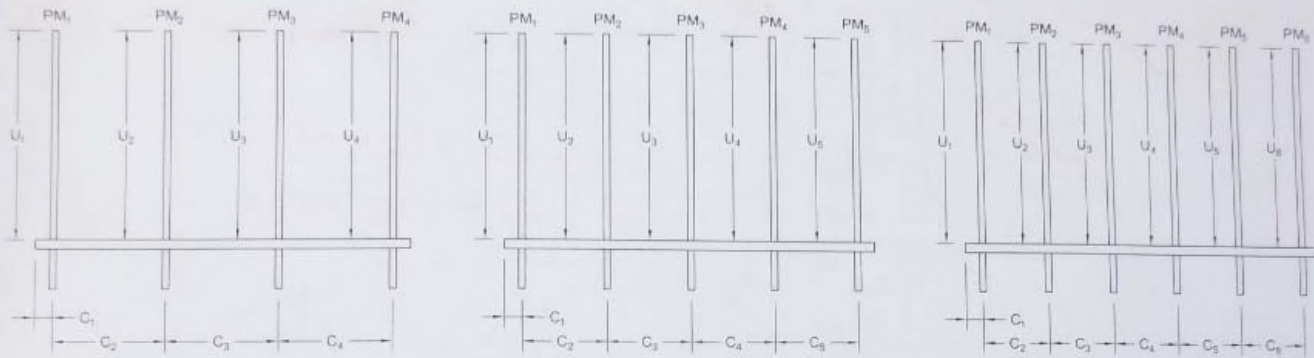 PM₁ PM₂ PM₃ PM₄
U₁ U₂ U₃ U₄
C₁
C₂ C₃ C₄
PM₁ PM₂ PM₃ PM₄ PM₅
U₁ U₂ U₃ U₄ U₅
C₁
C₂ C₃ C₄ C₅
PM₁ PM₂ PM₃ PM₄ PM₅ PM₆
U₁ U₂ U₃ U₄ U₅ U₆
C₁
C₂ C₃ C₄ C₅ C₆